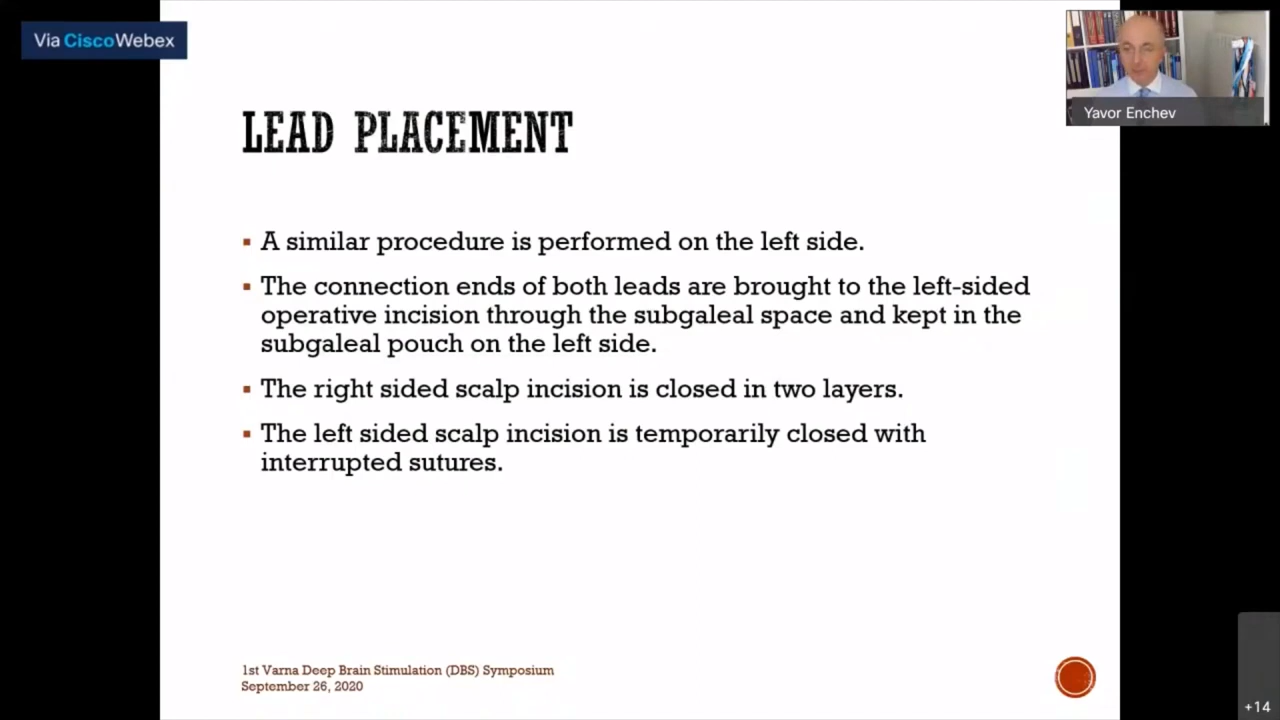 Via CiscoWebex
Yavor Enchev
LEAD PLACEMENT
▪ A similar procedure is performed on the left side.
▪ The connection ends of both leads are brought to the left-sided
operative incision through the subgaleal space and kept in the
subgaleal pouch on the left side.
▪ The right sided scalp incision is closed in two layers.
▪ The left sided scalp incision is temporarily closed with
interrupted sutures.
1st Varna Deep Brain Stimulation (DBS) Symposium
September 26, 2020
+14